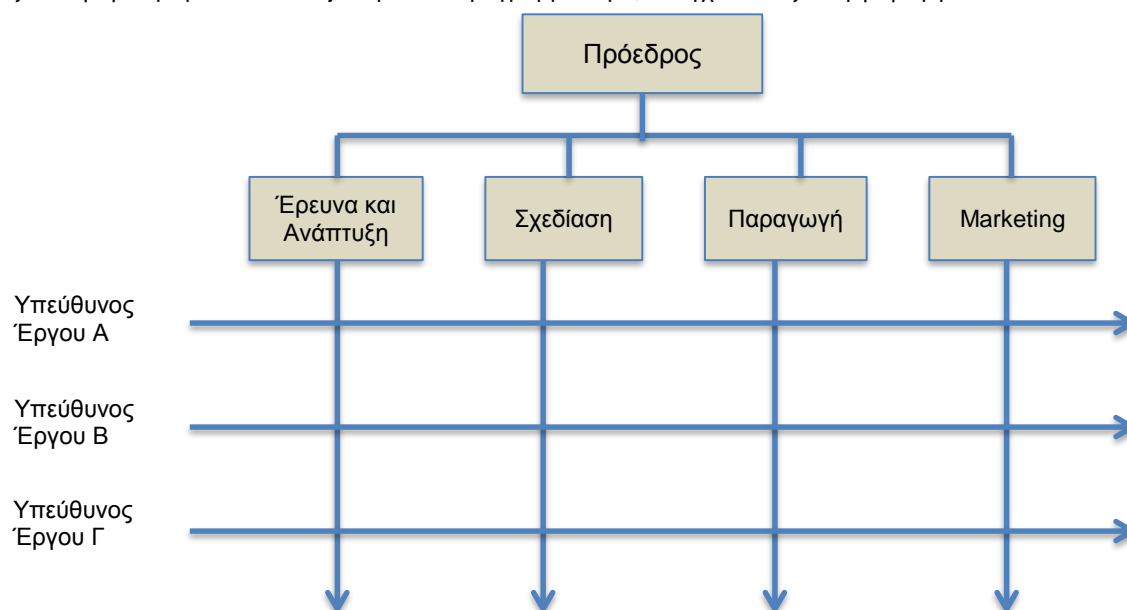 Πρόεδρος
Έρευνα και
Ανάπτυξη
Σχεδίαση
Παραγωγή
Marketing
Υπεύθυνος
Έργου Α
Υπεύθυνος
Έργου Β
Υπεύθυνος
Έργου Γ